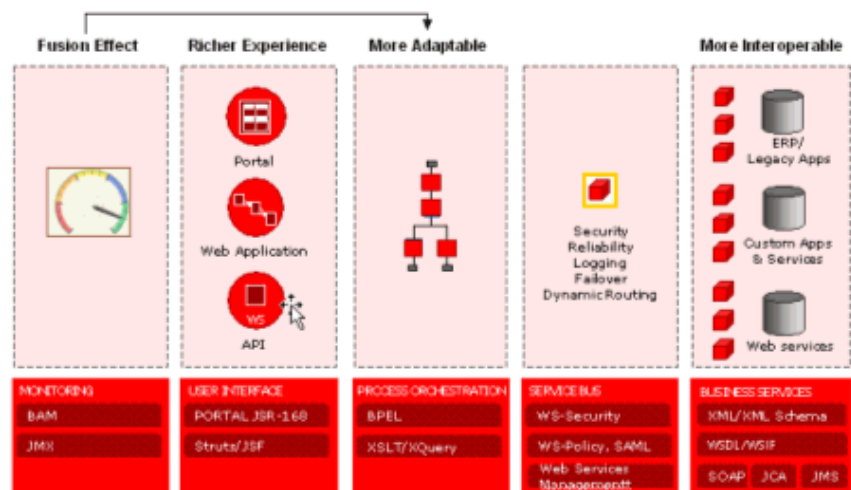 Fusion Effect
Richer Experience
More Adaptable
More Interoperable
Portal
Web Application
WS
API
Security
Reliability
Logging
Failover
Dynamic Routing
ERP/
Legacy Apps
Custom Apps
& Services
Web services
MONITORING
BAM
JMX
USER INTERFACE
PORTAL JSR-168
Struts/JSF
PROCESS ORCHESTRATION
BPEL
XSLT/XQuery
SERVICE BUS
WS-Security
WS-Policy, SAML
Web Services
Managementt
BUSINESS SERVICES
XML/XML Schema
WSDL/WSIF
SOAP JCA JMS